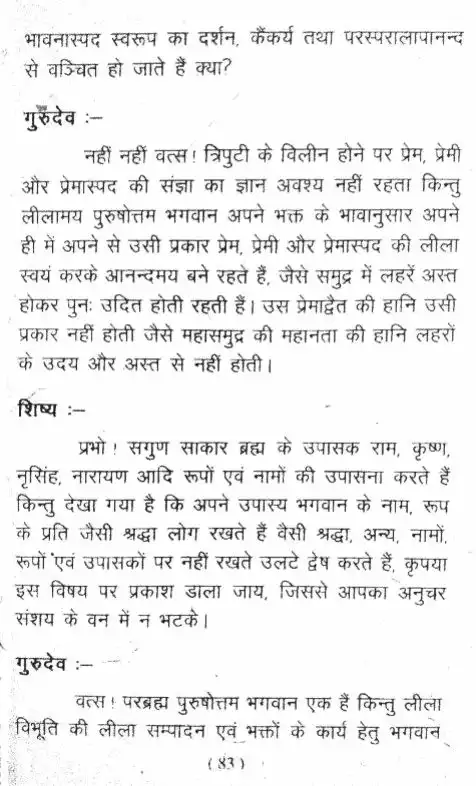 भावनास्पद स्वरूप का दर्शन, कैंकर्य तथा परस्परालापानन्द
से वञ्चित हो जाते हैं क्या?
गुरुदेव :–
नहीं नहीं वत्स! त्रिपुटी के विलीन होने पर प्रेम, प्रेमी
और प्रेमास्पद की संज्ञा का ज्ञान अवश्य नहीं रहता किन्तु
लीलामय पुरुषोत्तम भगवान अपने भक्त के भावानुसार अपने
ही में अपने से उसी प्रकार प्रेम, प्रेमी और प्रेमास्पद की लीला
स्वयं करके आनन्दमय बने रहते हैं, जैसे समुद्र में लहरें अस्त
होकर पुनः उदित होती रहती हैं। उस प्रेमाद्वैत की हानि उसी
प्रकार नहीं होती जैसे महासमुद्र की महानता की हानि लहरों
के उदय और अस्त से नहीं होती।
शिष्य :–
प्रभो! सगुण साकार ब्रह्म के उपासक राम, कृष्ण,
नृसिंह, नारायण आदि रूपों एवं नामों की उपासना करते हैं
किन्तु देखा गया है कि अपने उपास्य भगवान के नाम, रूप
के प्रति जैसी श्रद्धा लोग रखते हैं वैसी श्रद्धा, अन्य, नामों,
रूपों एवं उपासकों पर नहीं रखते उलटे द्वेष करते हैं, कृपया
इस विषय पर प्रकाश डाला जाय, जिससे आपका अनुचर
संशय के वन में न भटके।
गुरुदेव :–
वत्स! परब्रह्म पुरुषोत्तम भगवान एक हैं किन्तु लीला
विभूति की लीला सम्पादन एवं भक्तों के कार्य हेतु भगवान
(83)